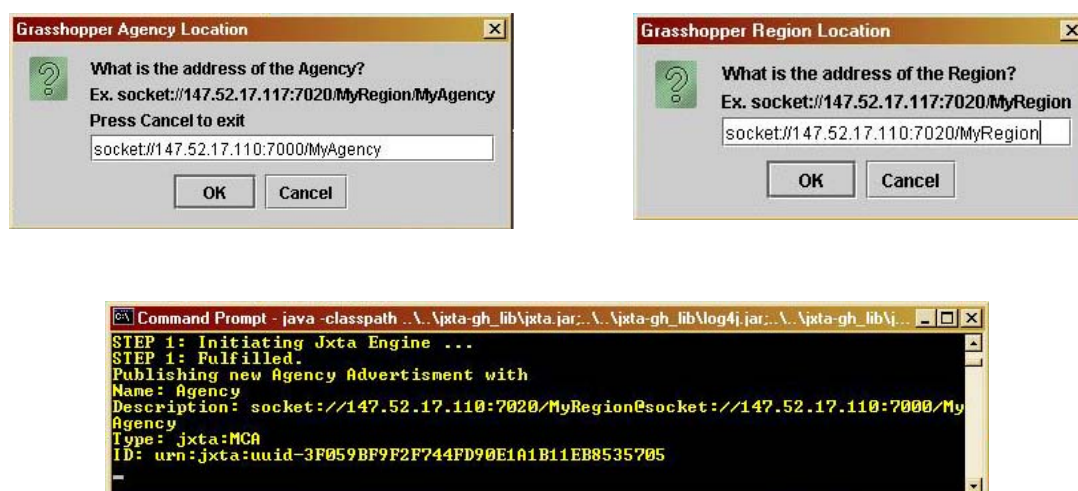 Grasshopper Agency Location
What is the address of the Agency?
Ex. socket://147.52.17.117:7020/MyRegion/MyAgency
Press Cancel to exit
socket://147.52.17.110:7000/MyAgency
OK Cancel
Grasshopper Region Location
What is the address of the Region?
Ex. socket://147.52.17.117:7020/MyRegion
socket://147.52.17.110:7020/MyRegion
OK Cancel
Command Prompt - java -classpath ..\..\jxta-gh_lib\jxta.jar;..\..\jxta-gh_lib\log4j.jar;..\..\jxta-gh_lib\j...
STEP 1: Initiating Jxta Engine ...
STEP 1: Fulfilled.
Publishing new Agency Advertisment with
Name: Agency
Description: socket://147.52.17.110:7020/MyRegion@socket://147.52.17.110:7000/My
Agency
Type: jxta:MCA
ID: urn:jxta:uuid-3F059BF9F2F744FD90E1A1B11EB8535705